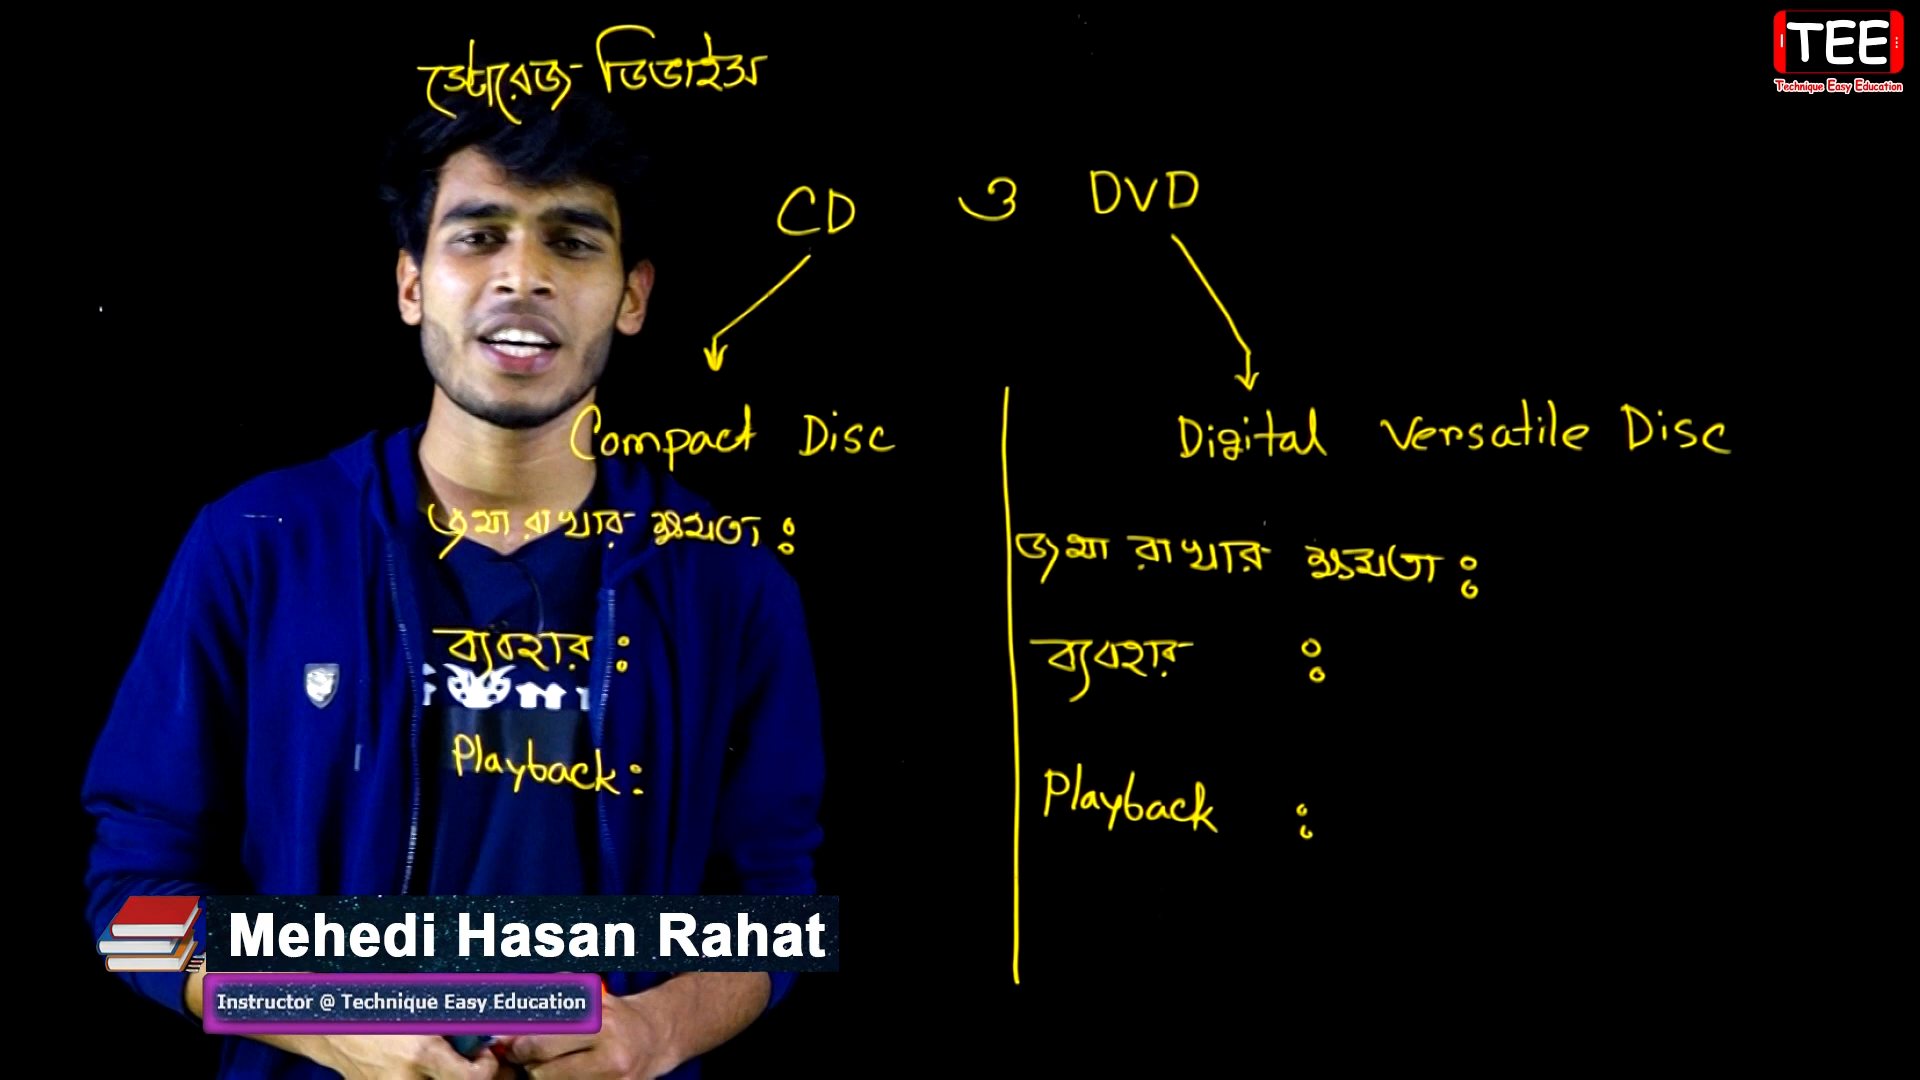 TEE
Technique Easy Education
স্টোরেজ ডিভাইস
CD ও DVD
Compact Disc
Digital Versatile Disc
জমা রাখার ক্ষমতা :
ব্যবহার :
Playback :
জমা রাখার ক্ষমতা :
ব্যবহার :
Playback :
Mehedi Hasan Rahat
Instructor @ Technique Easy Education